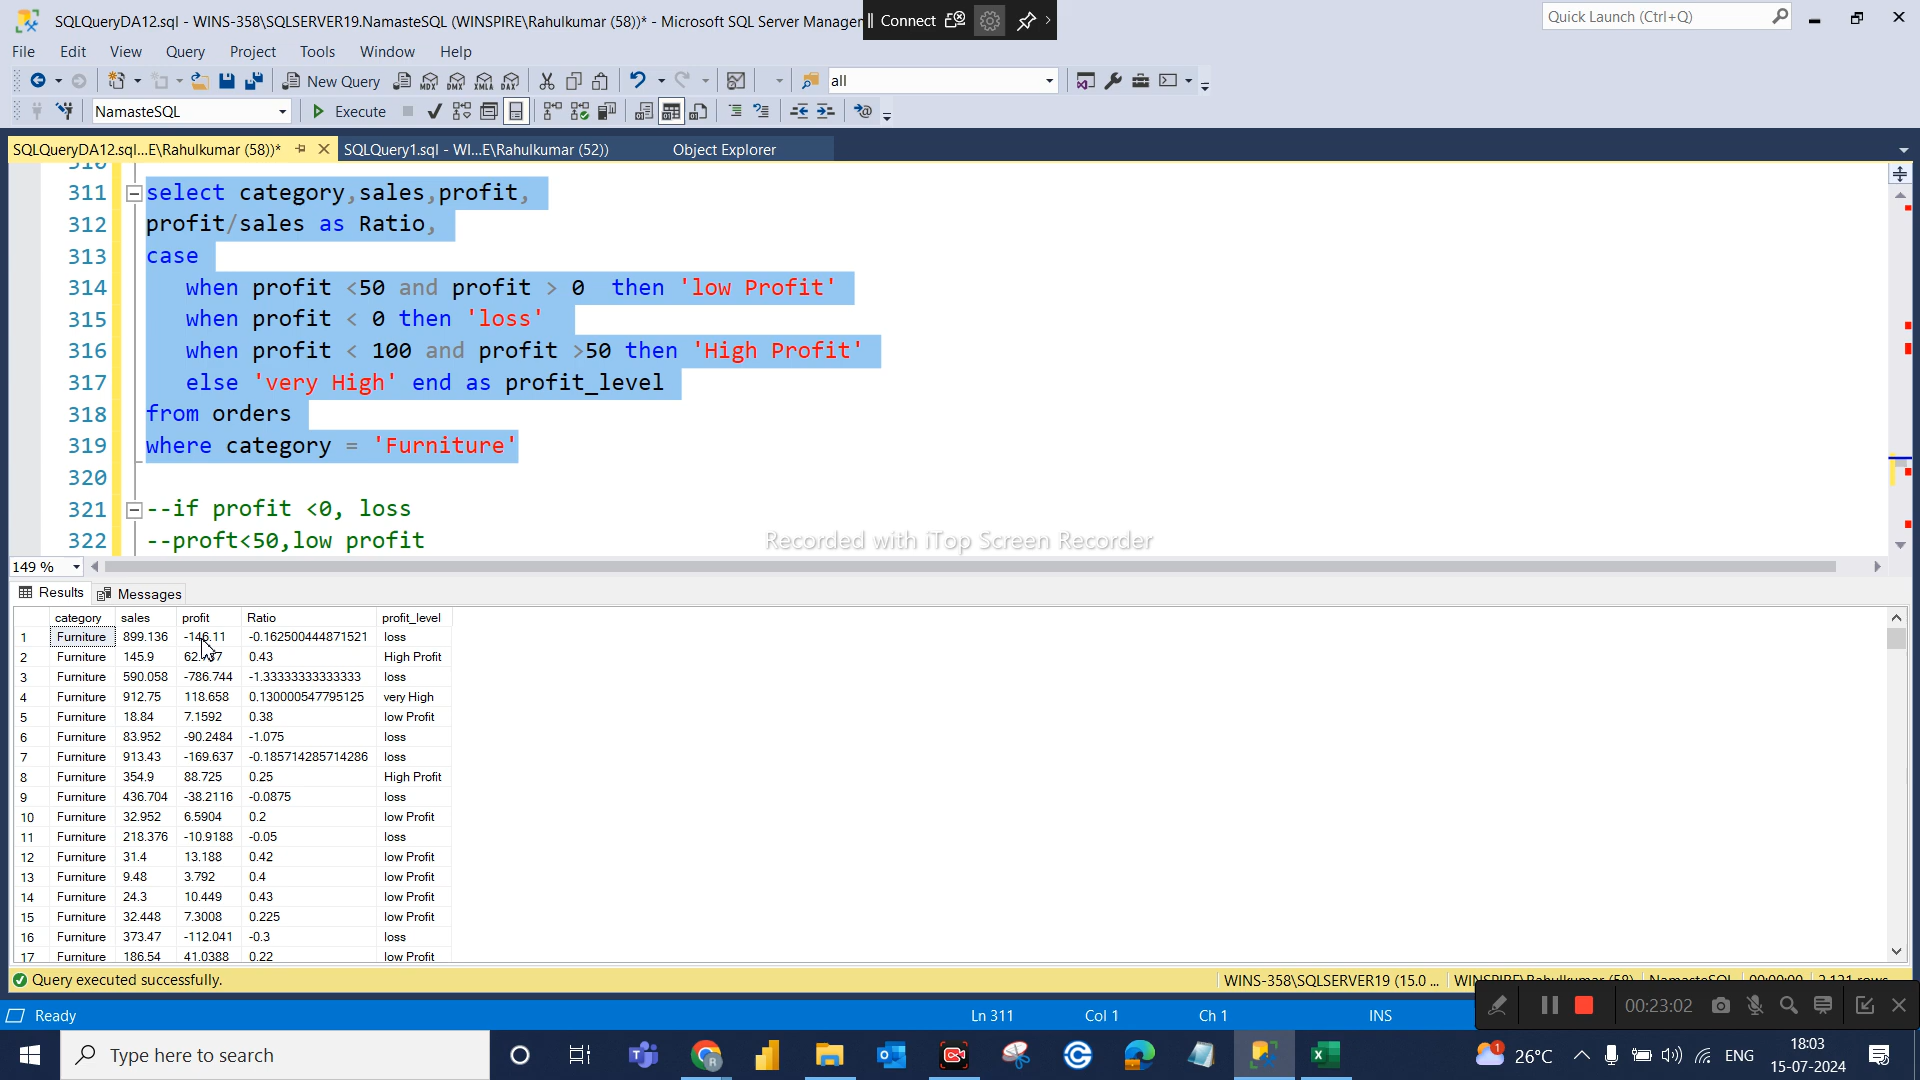 SQLQueryDA12.sql - WINS-358\SQLSERVER19.NamasteSQL (WINSPIRE\Rahulkumar (58))* - Microsoft SQL Server Manager
Connect
Quick Launch (Ctrl+Q)
File Edit View Query Project Tools Window Help
New Query
all
NamasteSQL
Execute
SQLQueryDA12.sql...E\Rahulkumar (58))*
SQLQuery1.sql - WI...E\Rahulkumar (52))
Object Explorer
310
311 select category,sales,profit,
312 profit/sales as Ratio,
313 case
314 when profit <50 and profit > 0 then 'low Profit'
315 when profit < 0 then 'loss'
316 when profit < 100 and profit >50 then 'High Profit'
317 else 'very High' end as profit_level
318 from orders
319 where category = 'Furniture'
320
321 --if profit <0, loss
322 --proft<50,low profit
Recorded with iTop Screen Recorder
149 %
Results Messages
category sales profit Ratio profit_level
1 Furniture 899.136 -146.11 -0.162500444871521 loss
2 Furniture 145.9 0.43 High Profit
3 Furniture 590.058 -786.744 -1.33333333333333 loss
4 Furniture 912.75 118.658 0.130000547795125 very High
5 Furniture 18.84 7.1592 0.38 low Profit
6 Furniture 83.952 -90.2484 -1.075 loss
7 Furniture 913.43 -169.637 -0.185714285714286 loss
8 Furniture 354.9 88.725 0.25 High Profit
9 Furniture 436.704 -38.2116 -0.0875 loss
10 Furniture 32.952 6.5904 0.2 low Profit
11 Furniture 218.376 -10.9188 -0.05 loss
12 Furniture 31.4 13.188 0.42 low Profit
13 Furniture 9.48 3.792 0.4 low Profit
14 Furniture 24.3 10.449 0.43 low Profit
15 Furniture 32.448 7.3008 0.225 low Profit
16 Furniture 373.47 -112.041 -0.3 loss
17 Furniture 186.54 41.0388 0.22 low Profit
Query executed successfully.
WINS-358\SQLSERVER19 (15.0 ... WINSPIRE\Rahulkumar (58) NamasteSQL 00:00:00 2,121 rows
00:23:02
Ready
Ln 311 Col 1 Ch 1 INS
Type here to search
26°C
ENG
18:03
15-07-2024